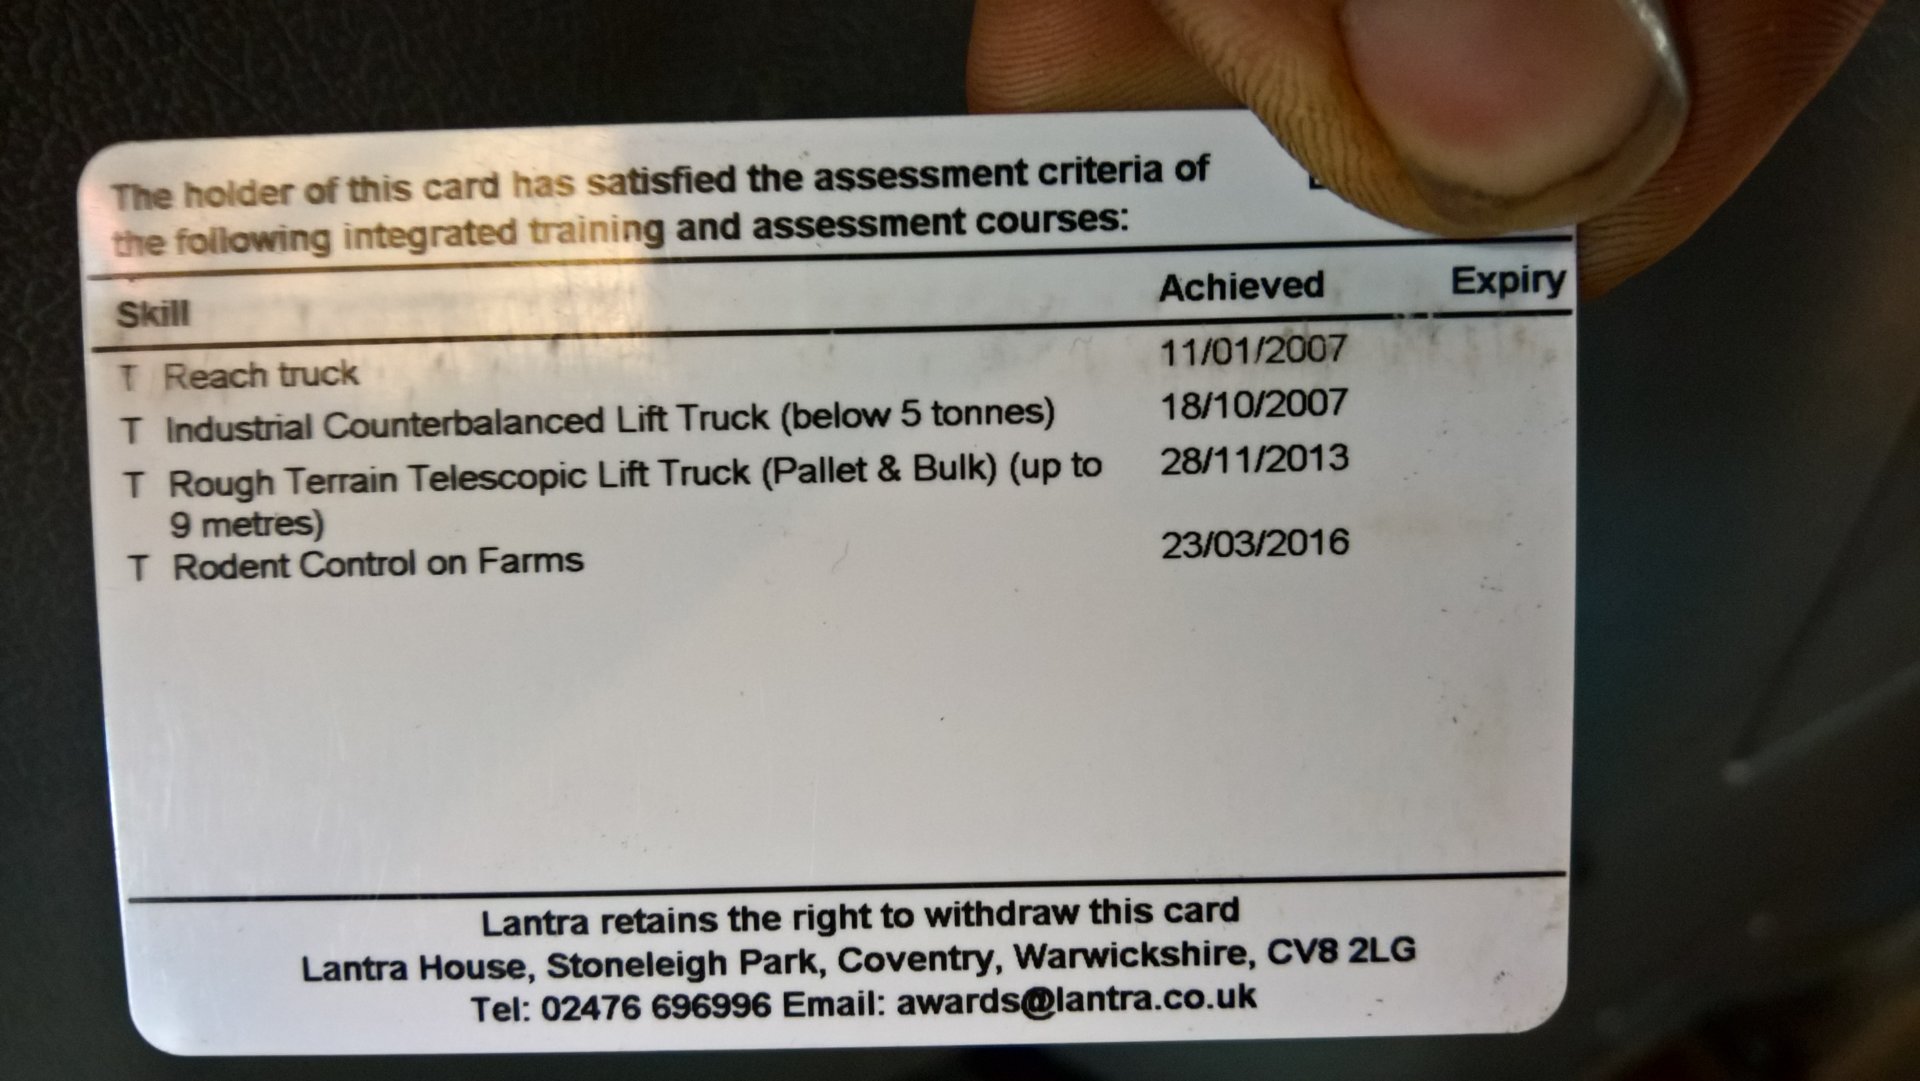 The holder of this card has satisfied the assessment criteria of
the following integrated training and assessment courses:
Skill Achieved Expiry
T Reach truck 11/01/2007
T Industrial Counterbalanced Lift Truck (below 5 tonnes) 18/10/2007
T Rough Terrain Telescopic Lift Truck (Pallet & Bulk) (up to 28/11/2013
9 metres)
T Rodent Control on Farms 23/03/2016
Lantra retains the right to withdraw this card
Lantra House, Stoneleigh Park, Coventry, Warwickshire, CV8 2LG
Tel: 02476 696996 Email: awards@lantra.co.uk